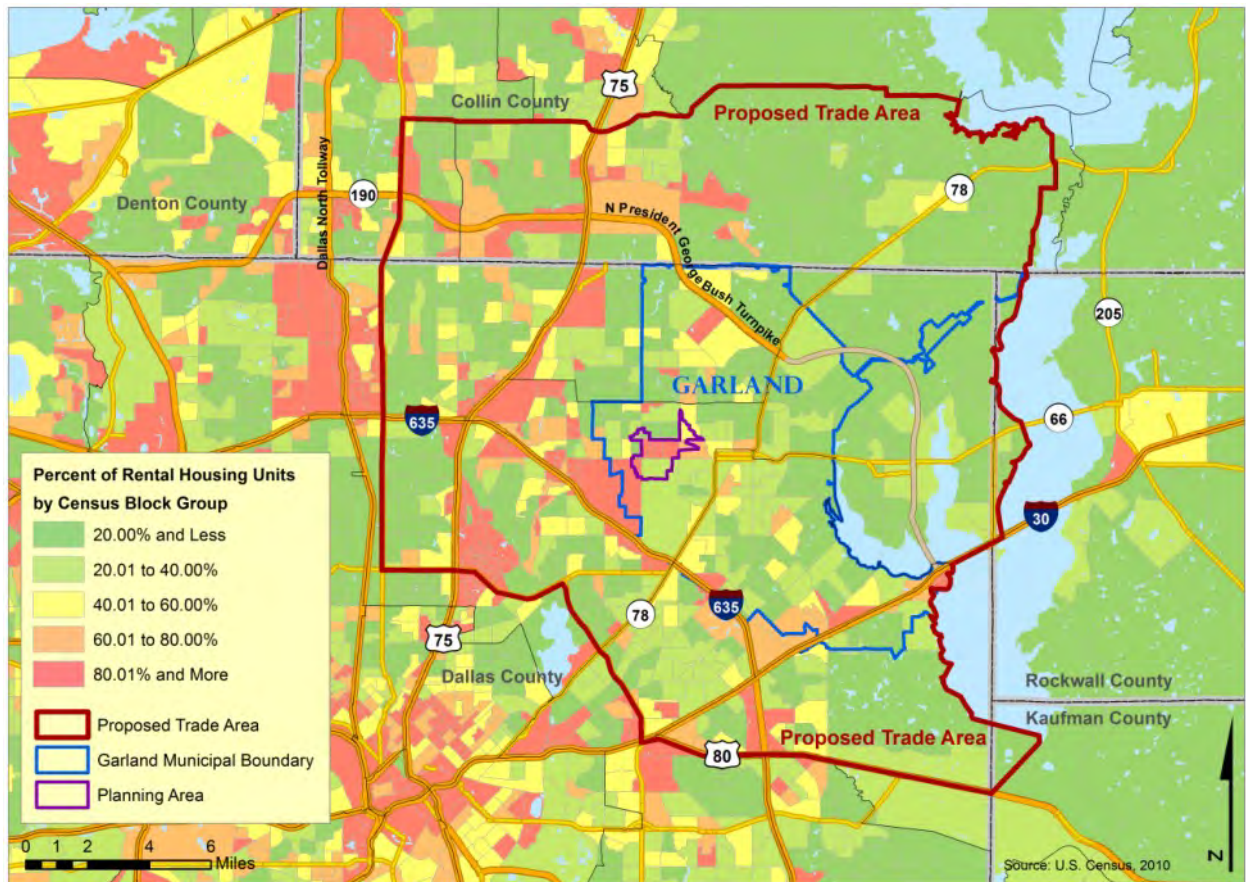 75
Collin County
Proposed Trade Area
Dallas North Tollway
190
78
Denton County
N President George Bush Turnpike
205
GARLAND
635
66
Percent of Rental Housing Units
by Census Block Group
20.00% and Less
20.01 to 40.00%
40.01 to 60.00%
60.01 to 80.00%
80.01% and More
Proposed Trade Area
Garland Municipal Boundary
Planning Area
0 1 2 4 6
Miles
30
635
78
75
Dallas County
Rockwall County
Kaufman County
Proposed Trade Area
80
N
Source: U.S. Census, 2010